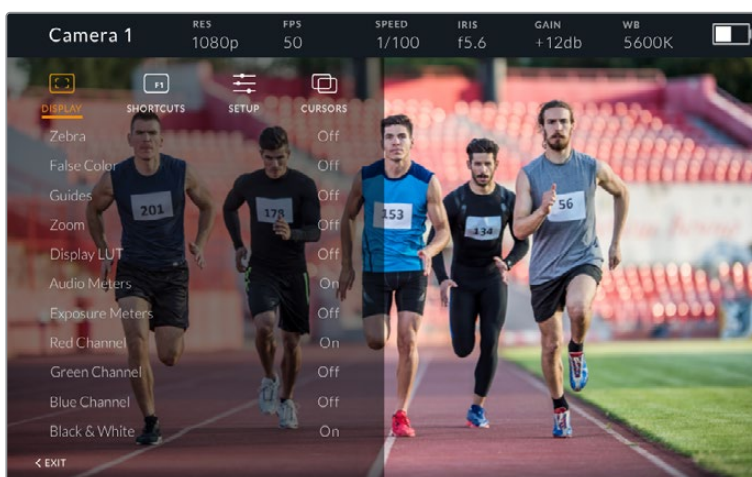 Camera 1
RES FPS SPEED IRIS GAIN WB
1080p 50 1/100 f5.6 +12db 5600K
F1
DISPLAY SHORTCUTS SETUP CURSORS
Zebra Off
False Color Off
Guides Off
Zoom Off
Display LUT Off
Audio Meters On
Exposure Meters Off
Red Channel On
Green Channel Off
Blue Channel Off
Black & White On
< EXIT
201
178
153
134
56